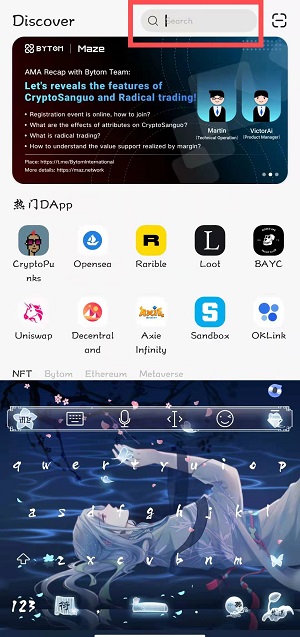 Discover
Search
BYTOM | Maze
AMA Recap with Bytom Team:
Let's reveals the features of
CryptoSanguo and Radical trading!
• Registration event is online, how to join?
• What are the effects of attributes on CryptoSanguo?
• What is radical trading?
• How to understand the value support realized by margin?
Martin
(Technical Operation)
VictorAi
(Product Manager)
Place: https://t.me/BytomInternational
More details: https://maz.network
热门DApp
CryptoPu
nks
Opensea
Rarible
Loot
BAYC
Uniswap
Decentral
and
Axie
Infinity
Sandbox
OKLink
NFT Bytom Ethereum Metaverse
q w e r t y u i o p
a s d f g h j k l
z x c v b n m
123